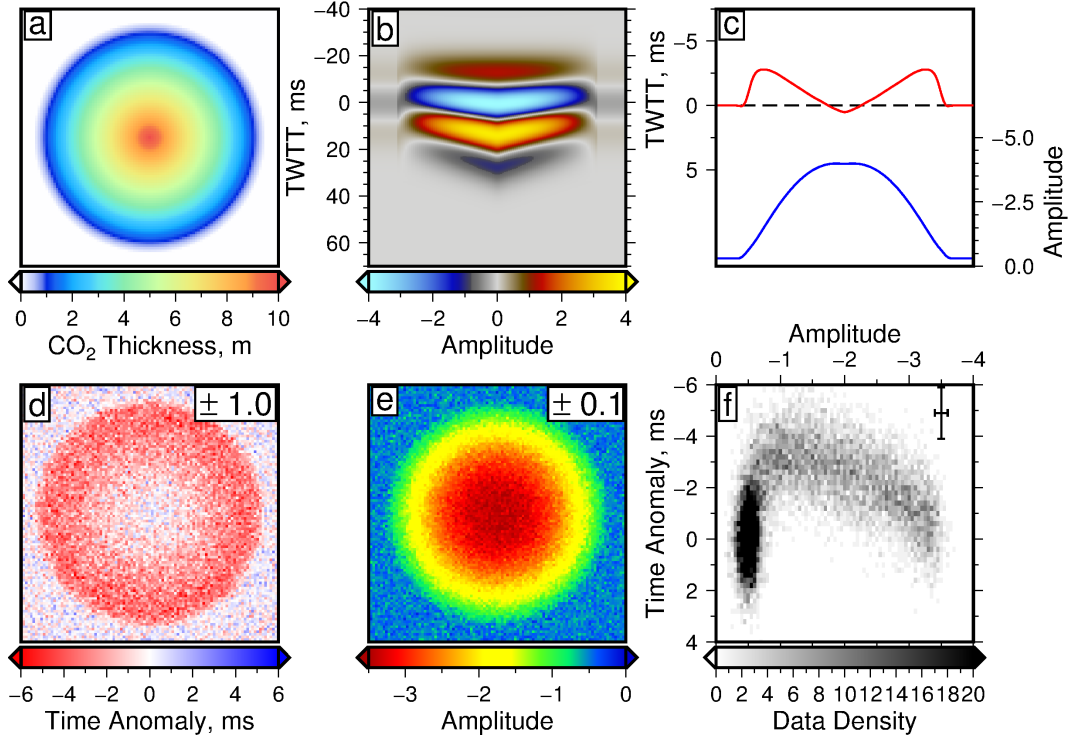 a
0 2 4 6 8 10
CO2 Thickness, m
b
−40
−20
0
20
40
60
TWTT, ms
−4 −2 0 2 4
Amplitude
c
−5
0
5
TWTT, ms
−5.0
−2.5
0.0
Amplitude
d
± 1.0
−6 −4 −2 0 2 4 6
Time Anomaly, ms
e
± 0.1
−3 −2 −1 0
Amplitude
Amplitude
0 −1 −2 −3 −4
f
−6
−4
−2
0
2
4
Time Anomaly, ms
0 2 4 6 8 10 12 14 16 18 20
Data Density